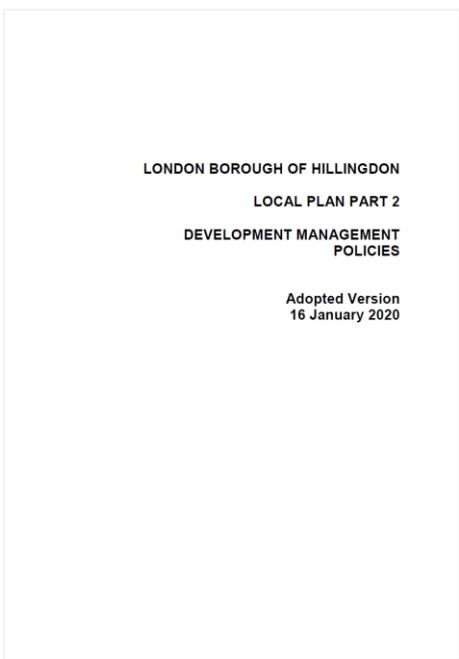 LONDON BOROUGH OF HILLINGDON
LOCAL PLAN PART 2
DEVELOPMENT MANAGEMENT
POLICIES
Adopted Version
16 January 2020